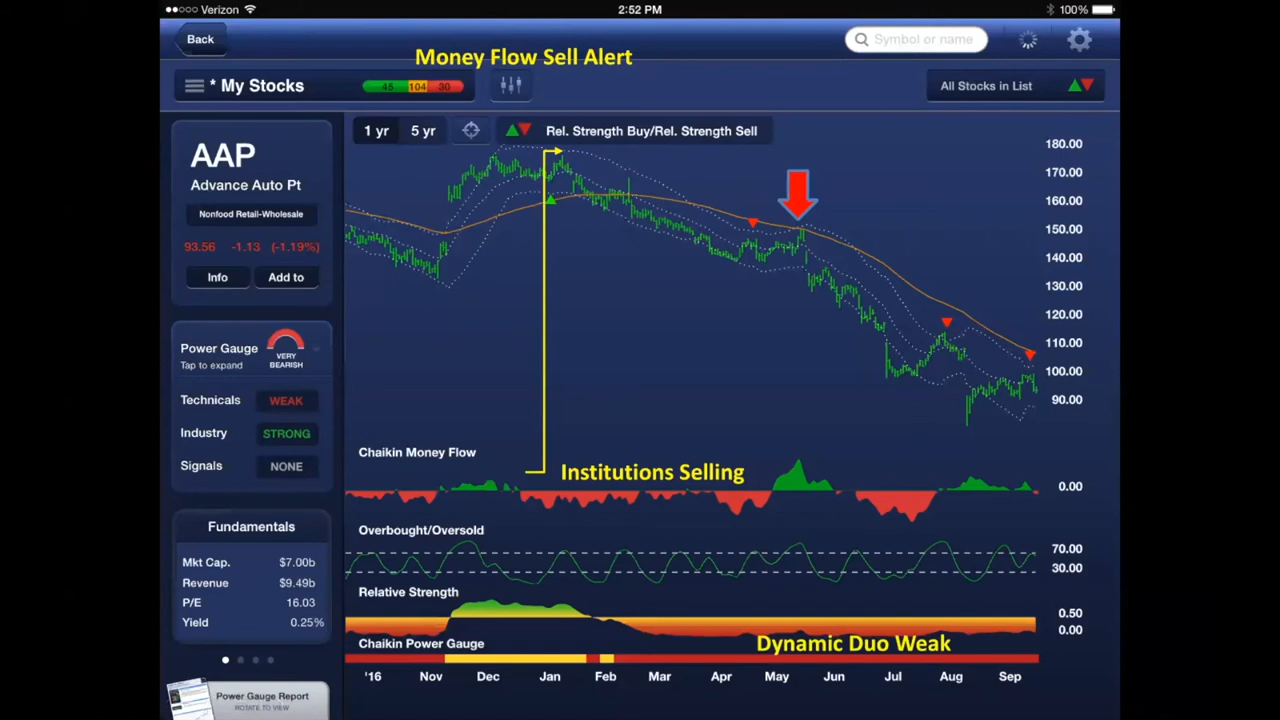 Verizon
2:52 PM
100%
Back
Symbol or name
Money Flow Sell Alert
* My Stocks
45 104 30
All Stocks in List
1 yr
5 yr
Rel. Strength Buy/Rel. Strength Sell
AAP
Advance Auto Pt
Nonfood Retail-Wholesale
93.56 -1.13 (-1.19%)
Info
Add to
Power Gauge
Tap to expand
VERY
BEARISH
Technicals WEAK
Industry STRONG
Signals NONE
Fundamentals
Mkt Cap. $7.00b
Revenue $9.49b
P/E 16.03
Yield 0.25%
Power Gauge Report
ROTATE TO VIEW
180.00
170.00
160.00
150.00
140.00
130.00
120.00
110.00
100.00
90.00
Chaikin Money Flow
Institutions Selling
0.00
Overbought/Oversold
70.00
30.00
Relative Strength
0.50
0.00
Chaikin Power Gauge
Dynamic Duo Weak
'16 Nov Dec Jan Feb Mar Apr May Jun Jul Aug Sep